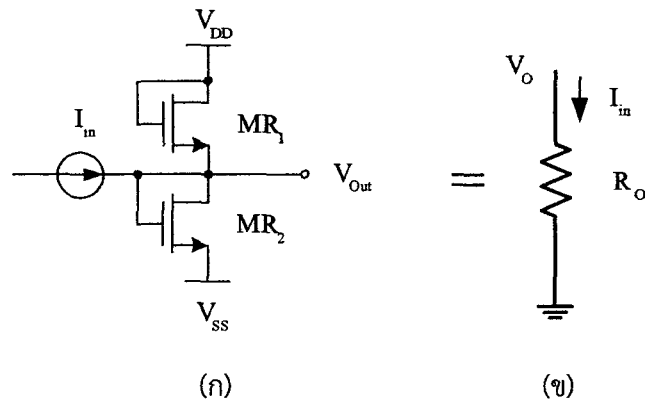 V_DD
I_in
MR_1
V_Out
MR_2
V_SS
=
V_O
I_in
R_O
(ก)
(ข)